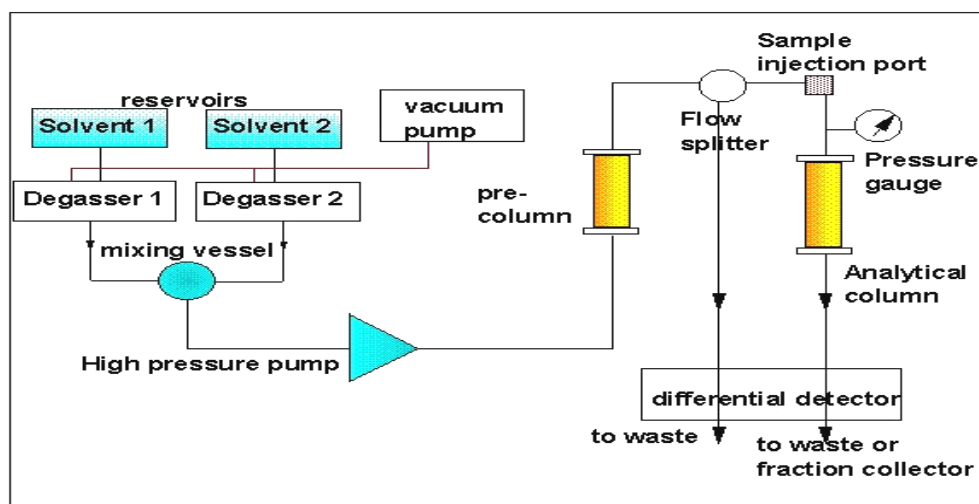 reservoirs
Solvent 1
Solvent 2
vacuum
pump
Degasser 1
Degasser 2
mixing vessel
High pressure pump
pre-
column
Flow
splitter
Sample
injection port
Pressure
gauge
Analytical
column
differential detector
to waste
to waste or
fraction collector